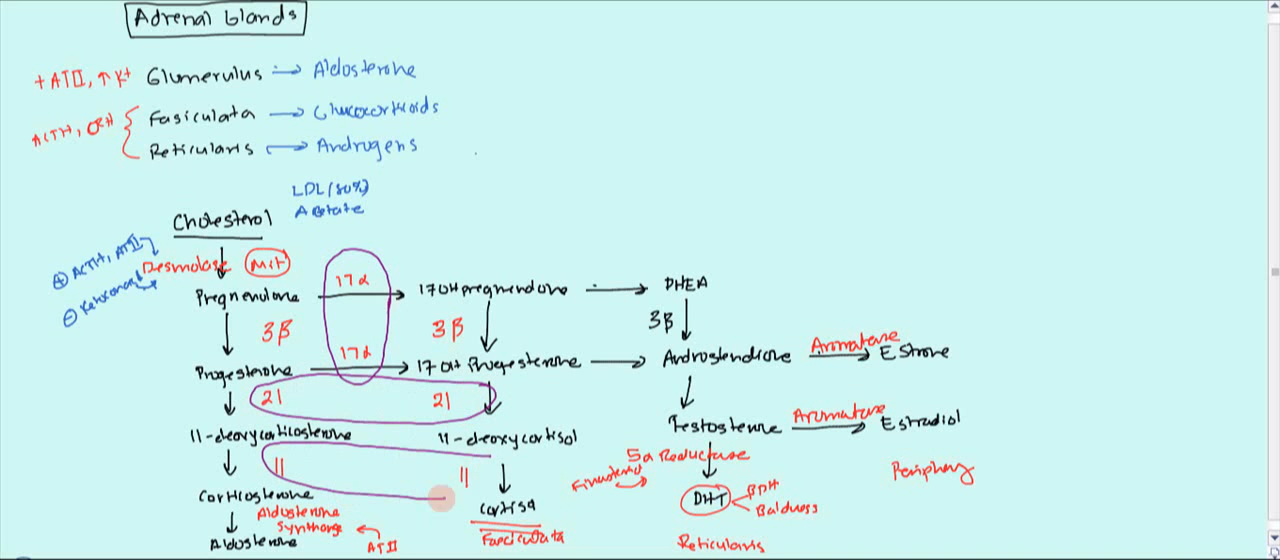 Adrenal Glands
+ ATII, ↑ K+ Glumerulus → Aldosterone
ACTH, CRH { Fasiculata → Glucocorticoids
Reticularis → Androgens
LDL (80%)
Acetate
Cholesterol
⊕ ACTH, ATII
Desmolase Mit
Pregnenolone 17α 17OH pregnenolone → DHEA
3β 3β 3β
Progesterone 17α 17 OH Progesterone → Androstendione Aromatase Estrone
21 21
11-deoxycorticosterone 11-deoxycortisol Testosterone Aromatase Estradiol
11 11 5α Reductase Periphery
Corticosterone Cortisol Finasteride DHT BPH
Baldness
Aldosterone
Synthase ATII
Aldosterone Fasciculata Reticularis